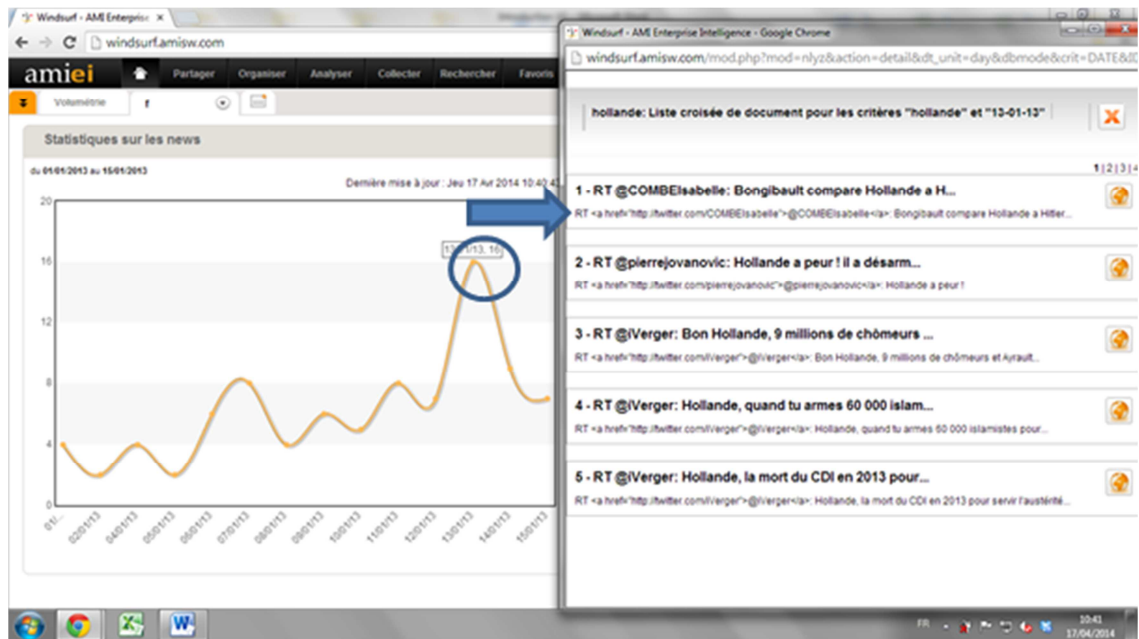 Windsurf - AMI Enterprise
windsurf.amisw.com
amiei
Partager Organiser Analyser Collecter Rechercher Favoris
Volumétrie f
Statistiques sur les news
du 01/01/2013 au 15/01/2013
Dernière mise à jour : Jeu 17 Avr 2014 10:40:43
20
16
12
8
4
0
13/01/13, 16
01/...
02/01/13
04/01/13
05/01/13
06/01/13
07/01/13
08/01/13
09/01/13
10/01/13
11/01/13
12/01/13
13/01/13
14/01/13
15/01/13
Windsurf - AMI Enterprise Intelligence - Google Chrome
windsurf.amisw.com/mod.php?mod=nlyz&action=detail&dt_unit=day&dbmode&crit=DATE&
hollande: Liste croisée de document pour les critères "hollande" et "13-01-13"
1|2|3|4
1 - RT @COMBEIsabelle: Bongibault compare Hollande a H...
RT <a href="http://twitter.com/COMBEIsabelle">@COMBEIsabelle</a>: Bongibault compare Hollande a Hitler...
2 - RT @pierrejovanovic: Hollande a peur ! il a désarm...
RT <a href="http://twitter.com/pierrejovanovic">@pierrejovanovic</a>: Hollande a peur !
3 - RT @iVerger: Bon Hollande, 9 millions de chômeurs ...
RT <a href="http://twitter.com/iVerger">@iVerger</a>: Bon Hollande, 9 millions de chômeurs et Ayrault...
4 - RT @iVerger: Hollande, quand tu armes 60 000 islam...
RT <a href="http://twitter.com/iVerger">@iVerger</a>: Hollande, quand tu armes 60 000 islamistes pour...
5 - RT @iVerger: Hollande, la mort du CDI en 2013 pour...
RT <a href="http://twitter.com/iVerger">@iVerger</a>: Hollande, la mort du CDI en 2013 pour servir l'austérité...
FR
10:41
17/04/2014